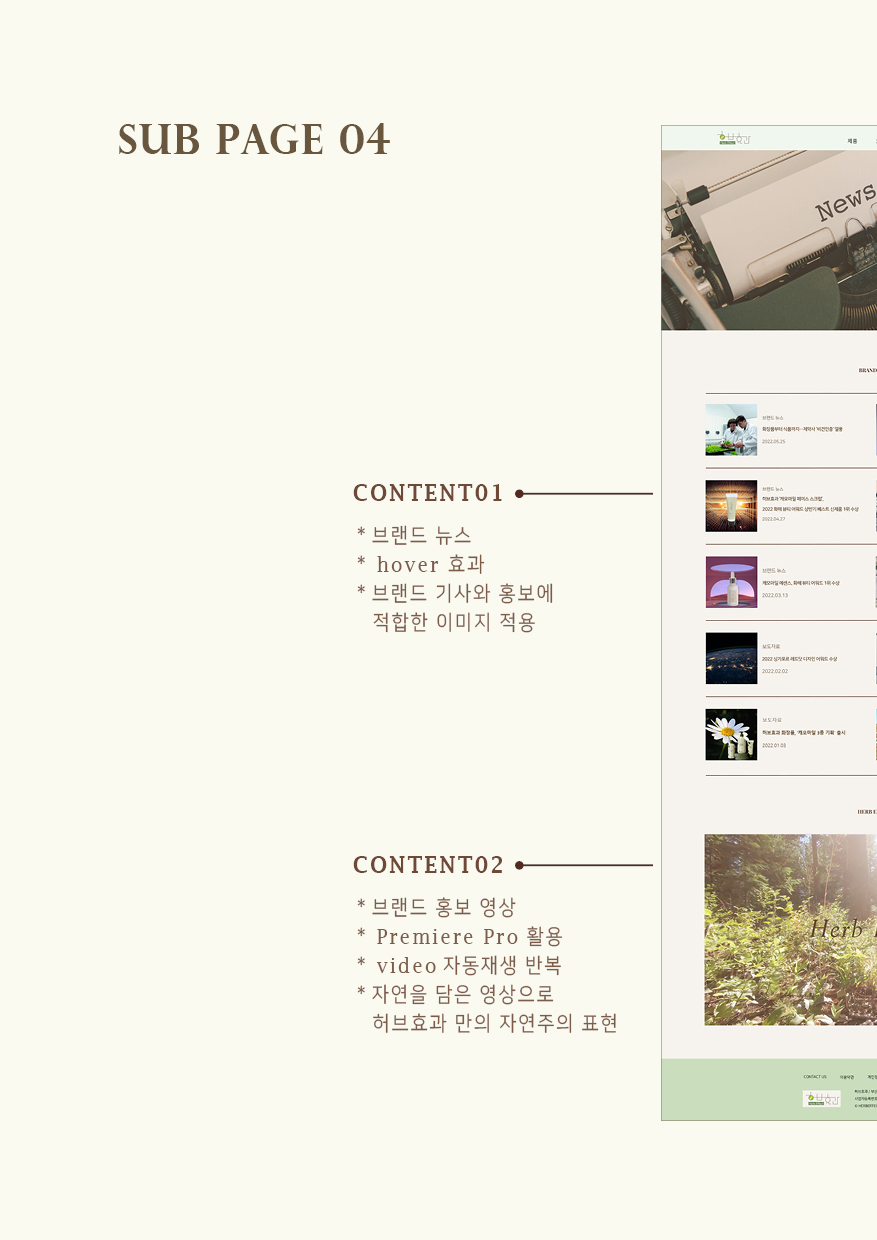 SUB PAGE 04
허브효과
제품
News
BRAND
브랜드 뉴스
화장품부터 식품까지… 제약사 '비건인증' 열풍
2022.05.25
브랜드 뉴스
허브효과 '캐모마일 페이스 스크럽',
2022 화해 뷰티 어워드 상반기 베스트 신제품 1위 수상
2022.04.27
브랜드 뉴스
캐모마일 에센스, 화해 뷰티 어워드 1위 수상
2022.03.13
보도자료
2022 싱가포르 레드닷 디자인 어워드 수상
2022.02.02
보도자료
허브효과 화장품, '캐모마일 3종 기획' 출시
2022.01.03
CONTENT01
* 브랜드 뉴스
* hover 효과
* 브랜드 기사와 홍보에
적합한 이미지 적용
HERB
Herb
CONTENT02
* 브랜드 홍보 영상
* Premiere Pro 활용
* video 자동재생 반복
* 자연을 담은 영상으로
허브효과 만의 자연주의 표현
CONTACT US
이용약관
허브효과